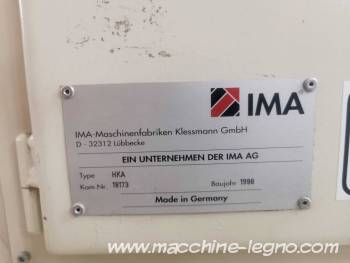 IMA
IMA-Maschinenfabriken Klessmann GmbH
D - 32312 Lübbecke
EIN UNTERNEHMEN DER IMA AG
Type HKA
Kom Nr. 18173 Baujahr 1998
Made in Germany
www.macchine-legno.com